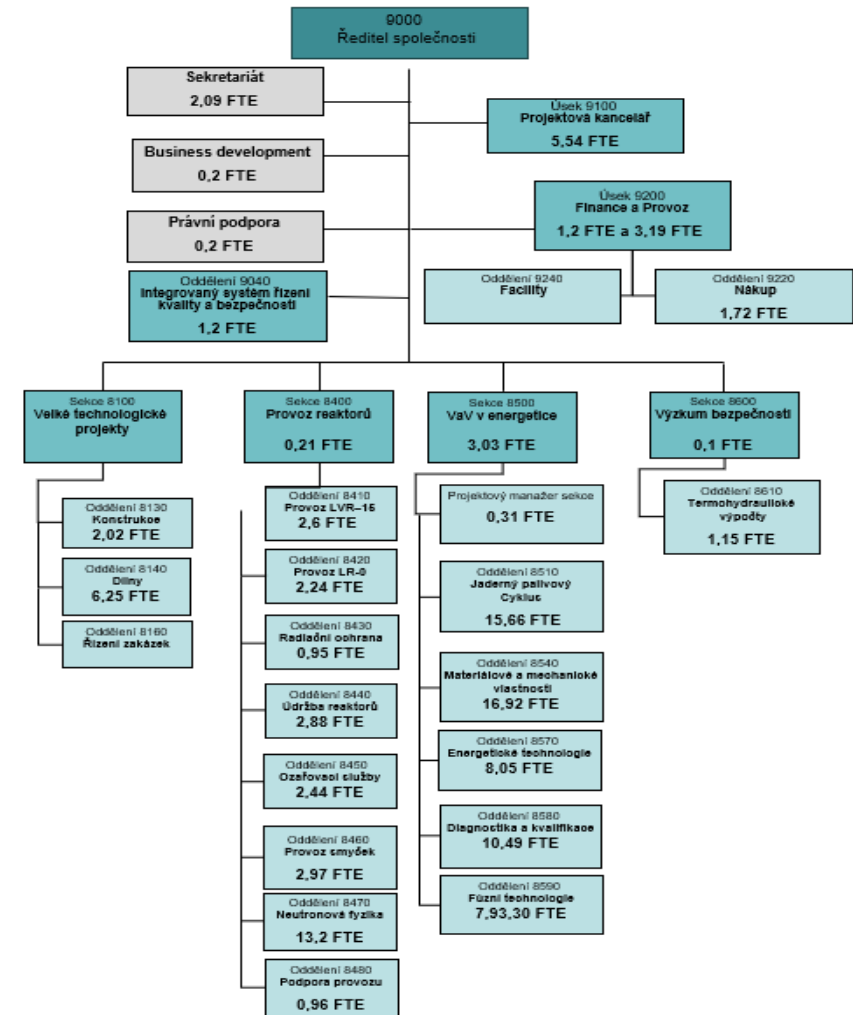 9000
Ředitel společnosti
Sekretariát
2,09 FTE
Úsek 9100
Projektová kancelář
5,54 FTE
Business development
0,2 FTE
Úsek 9200
Finance a Provoz
1,2 FTE a 3,19 FTE
Právní podpora
0,2 FTE
Oddělení 9040
Integrovaný systém řízení
kvality a bezpečnosti
1,2 FTE
Oddělení 9240
Facility
Oddělení 9220
Nákup
1,72 FTE
Sekce 8100
Velké technologické
projekty
Sekce 8400
Provoz reaktorů
0,21 FTE
Sekce 8500
VaV v energetice
3,03 FTE
Sekce 8600
Výzkum bezpečnosti
0,1 FTE
Oddělení 8130
Konstrukce
2,02 FTE
Oddělení 8140
Dílny
6,25 FTE
Oddělení 8160
Řízení zakázek
Oddělení 8410
Provoz LVR–15
2,6 FTE
Oddělení 8420
Provoz LR-0
2,24 FTE
Oddělení 8430
Radiační ochrana
0,95 FTE
Oddělení 8440
Údržba reaktorů
2,88 FTE
Oddělení 8450
Ozařovací služby
2,44 FTE
Oddělení 8460
Provoz smyček
2,97 FTE
Oddělení 8470
Neutronová fyzika
13,2 FTE
Oddělení 8480
Podpora provozu
0,96 FTE
Projektový manažer sekce
0,31 FTE
Oddělení 8510
Jaderný palivový
Cyklus
15,66 FTE
Oddělení 8540
Materiálové a mechanické
vlastnosti
16,92 FTE
Oddělení 8570
Energetické technologie
8,05 FTE
Oddělení 8580
Diagnostika a kvalifikace
10,49 FTE
Oddělení 8590
Fúzní technologie
7,93,30 FTE
Oddělení 8610
Termohydraulické
výpočty
1,15 FTE